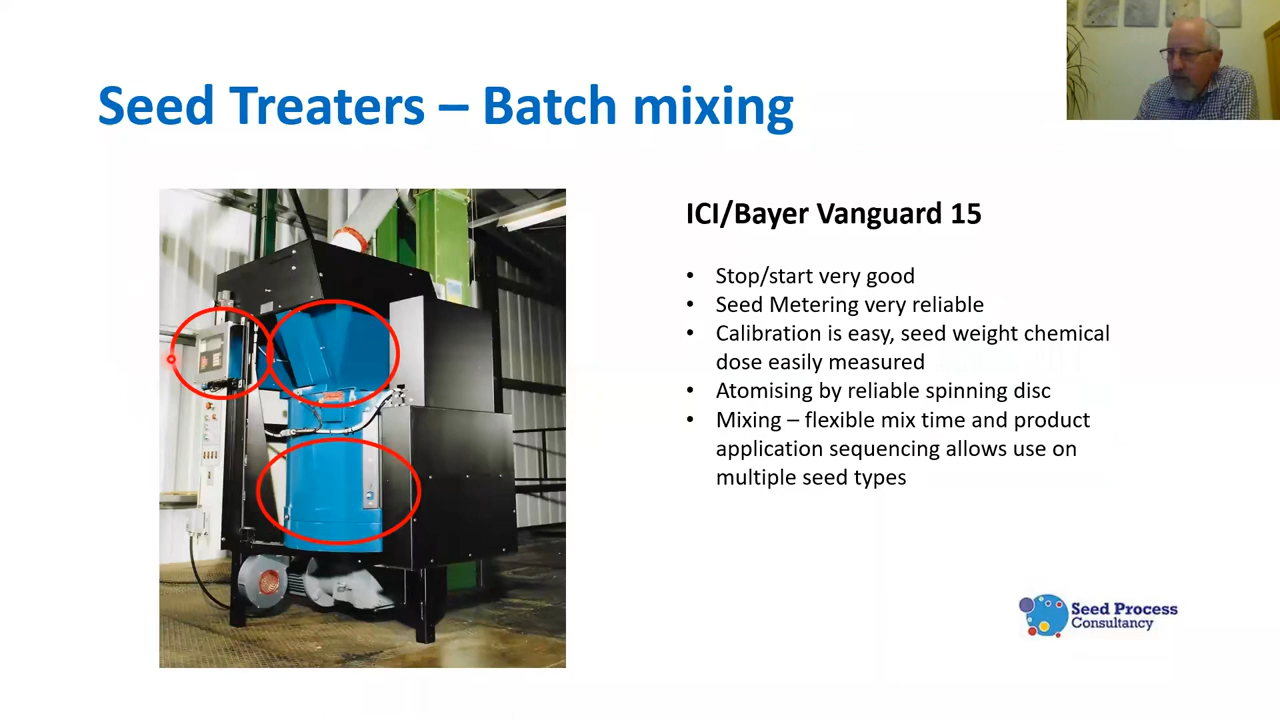 Seed Treaters – Batch mixing
ICI/Bayer Vanguard 15
• Stop/start very good
• Seed Metering very reliable
• Calibration is easy, seed weight chemical
dose easily measured
• Atomising by reliable spinning disc
• Mixing – flexible mix time and product
application sequencing allows use on
multiple seed types
Seed Process
Consultancy